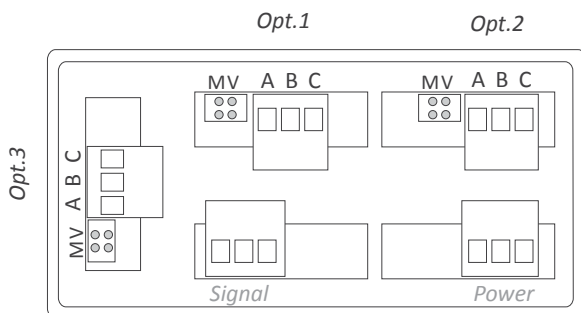 Opt.1
Opt.2
MV A B C
MV A B C
Opt.3
MV A B C
Signal
Power